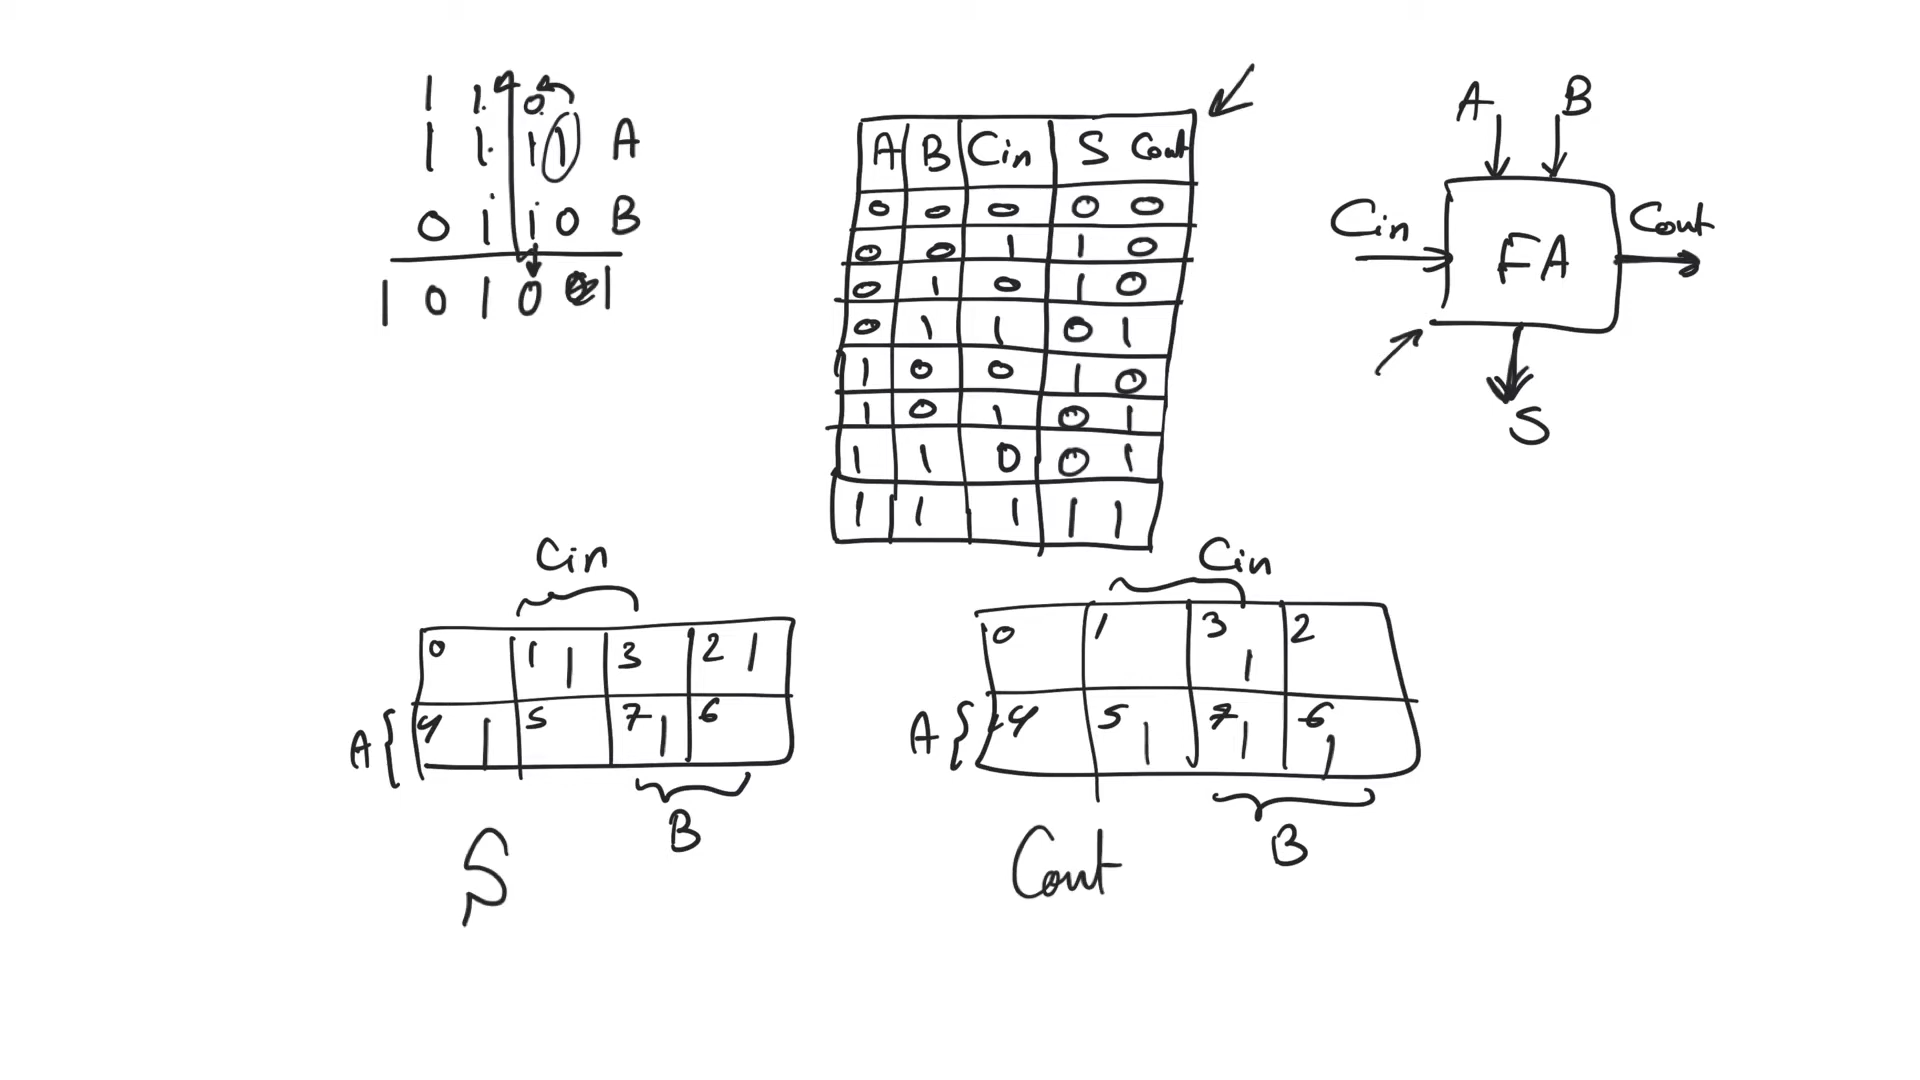 1 1 0
1 1 1 1 A
0 1 1 0 B
1 0 1 0 1
A B Cin S Cout
0 0 0 0 0
0 0 1 1 0
0 1 0 1 0
0 1 1 0 1
1 0 0 1 0
1 0 1 0 1
1 1 0 0 1
1 1 1 1 1
A B
Cin FA Cout
S
Cin
0 1 1 3 2 1
A 4 1 5 7 1 6
B
S
Cin
0 1 3 1 2
A 4 5 1 7 1 6 1
B
Cout